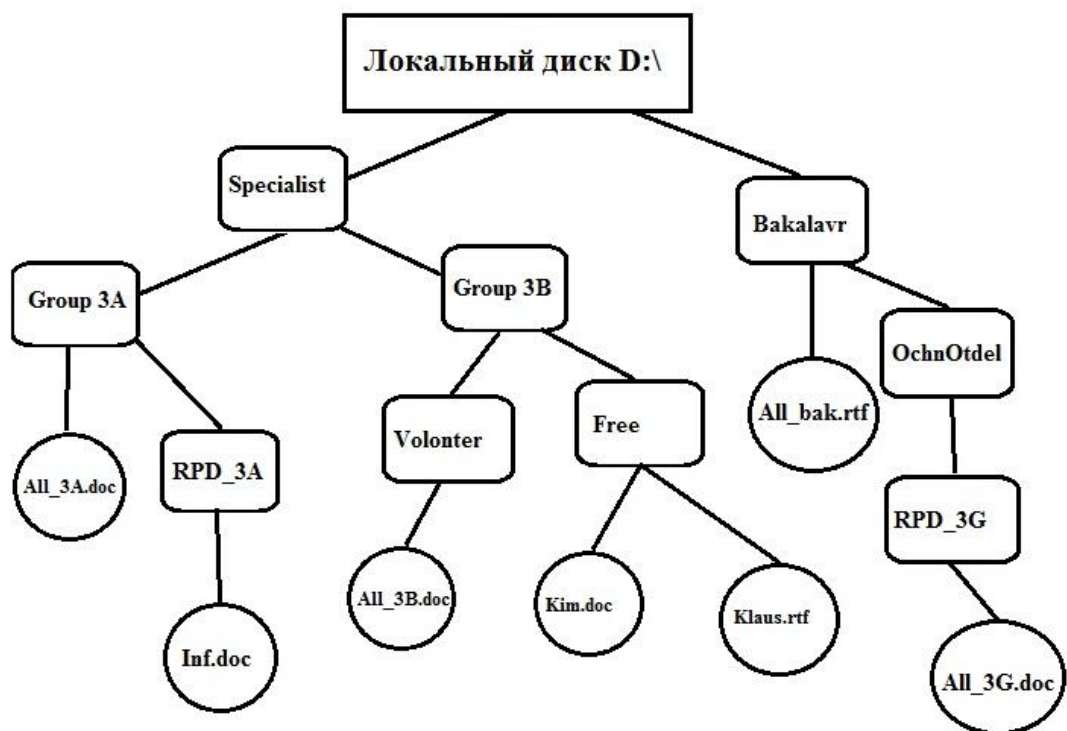 Локальный диск D:\
Specialist
Bakalavr
Group 3A
Group 3B
OchnOtdel
All_bak.rtf
Volonter
Free
RPD_3A
All_3A.doc
RPD_3G
All_3B.doc
Kim.doc
Klaus.rtf
Inf.doc
All_3G.doc